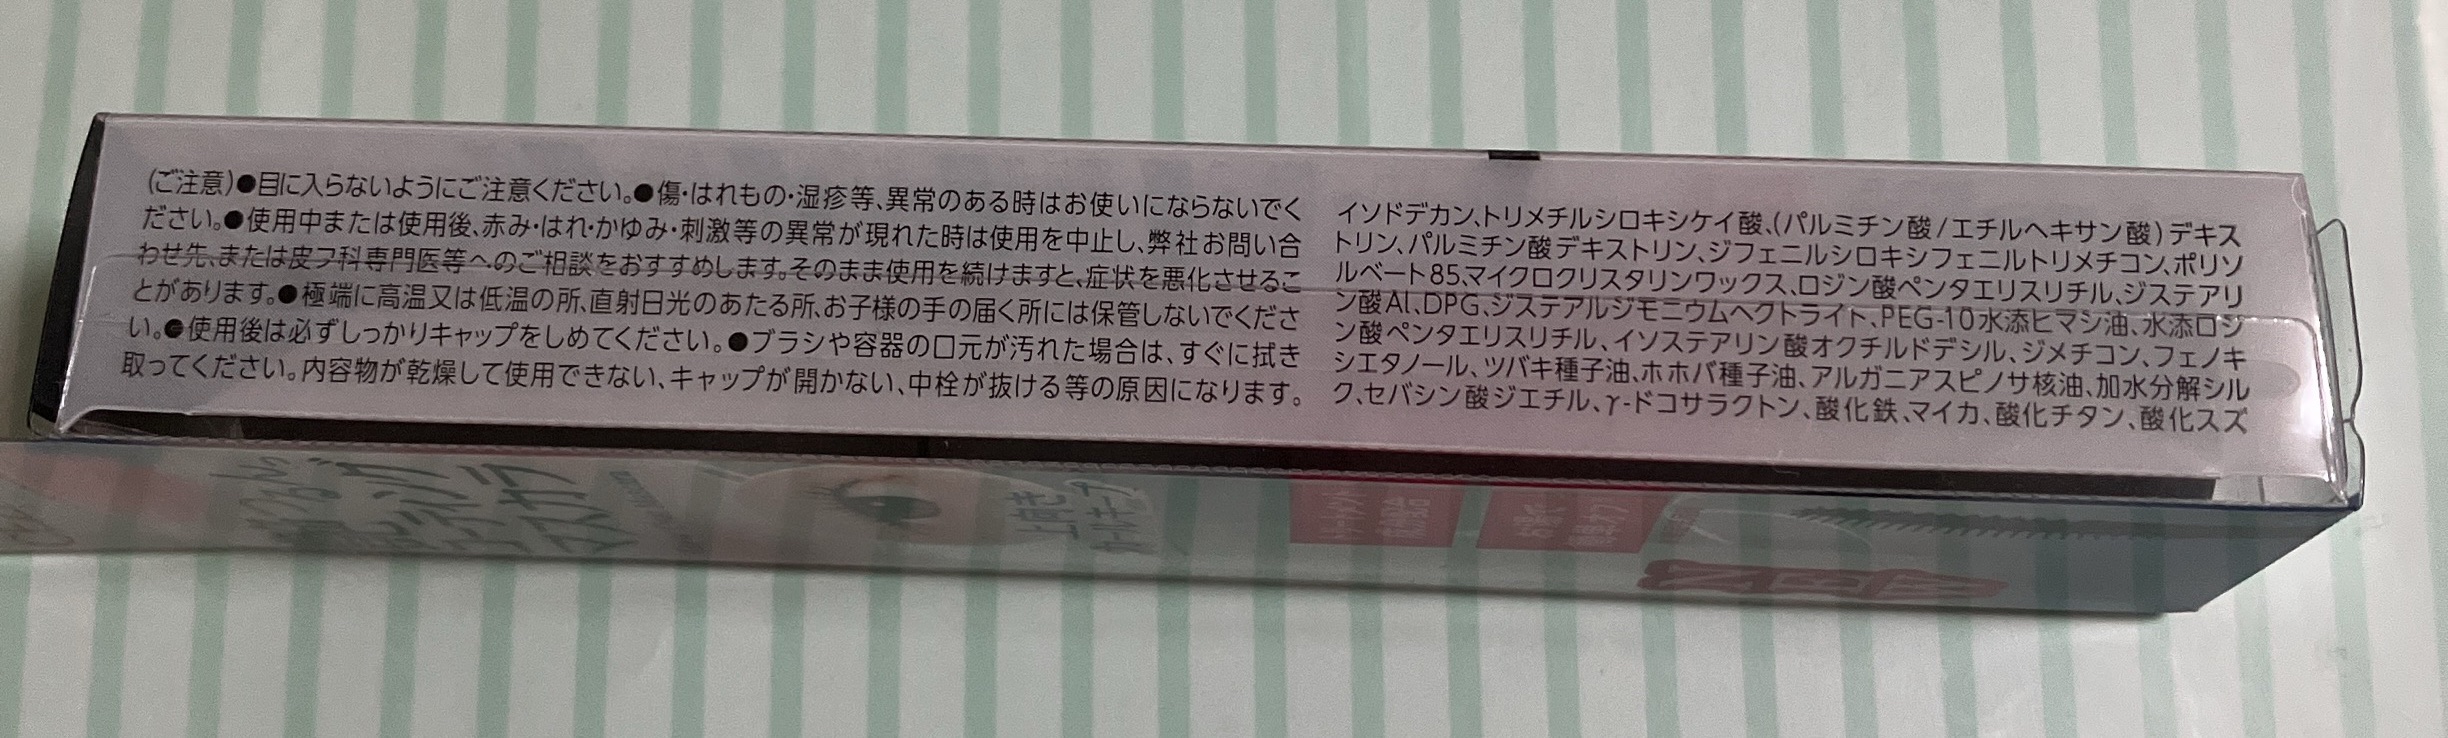 (ご注意)●目に入らないようにご注意ください。●傷・はれもの・湿疹等、異常のある時はお使いにならないでく
ださい。●使用中または使用後、赤み・はれ・かゆみ・刺激等の異常が現れた時は使用を中止し、弊社お問い合
わせ先、または皮フ科専門医等へのご相談をおすすめします。そのまま使用を続けますと、症状を悪化させるこ
とがあります。●極端に高温又は低温の所、直射日光のあたる所、お子様の手の届く所には保管しないでくださ
い。●使用後は必ずしっかりキャップをしめてください。●ブラシや容器の口元が汚れた場合は、すぐに拭き
取ってください。内容物が乾燥して使用できない、キャップが開かない、中栓が抜ける等の原因になります。
イソドデカン、トリメチルシロキシケイ酸、(パルミチン酸/エチルヘキサン酸)デキス
トリン、パルミチン酸デキストリン、ジフェニルシロキシフェニルトリメチコン、ポリソ
ルベート85、マイクロクリスタリンワックス、ロジン酸ペンタエリスリチル、ジステアリ
ン酸Al、DPG、ジステアルジモニウムヘクトライト、PEG-10水添ヒマシ油、水添ロジ
ン酸ペンタエリスリチル、イソステアリン酸オクチルドデシル、ジメチコン、フェノキ
シエタノール、ツバキ種子油、ホホバ種子油、アルガニアスピノサ核油、加水分解シル
ク、セバシン酸ジエチル、γ-ドコサラクトン、酸化鉄、マイカ、酸化チタン、酸化スズ
ロング
マスカラ
上向き
カールキープ